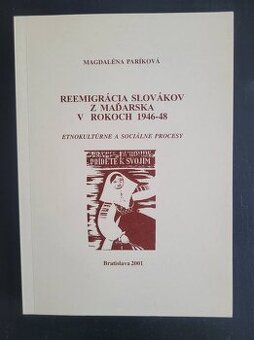 MAGDALÉNA PARÍKOVÁ
REEMIGRÁCIA SLOVÁKOV
Z MAĎARSKA
V ROKOCH 1946-48
ETNOKULTÚRNE A SOCIÁLNE PROCESY
PRIĎTE K SVOJIM
Bratislava 2001